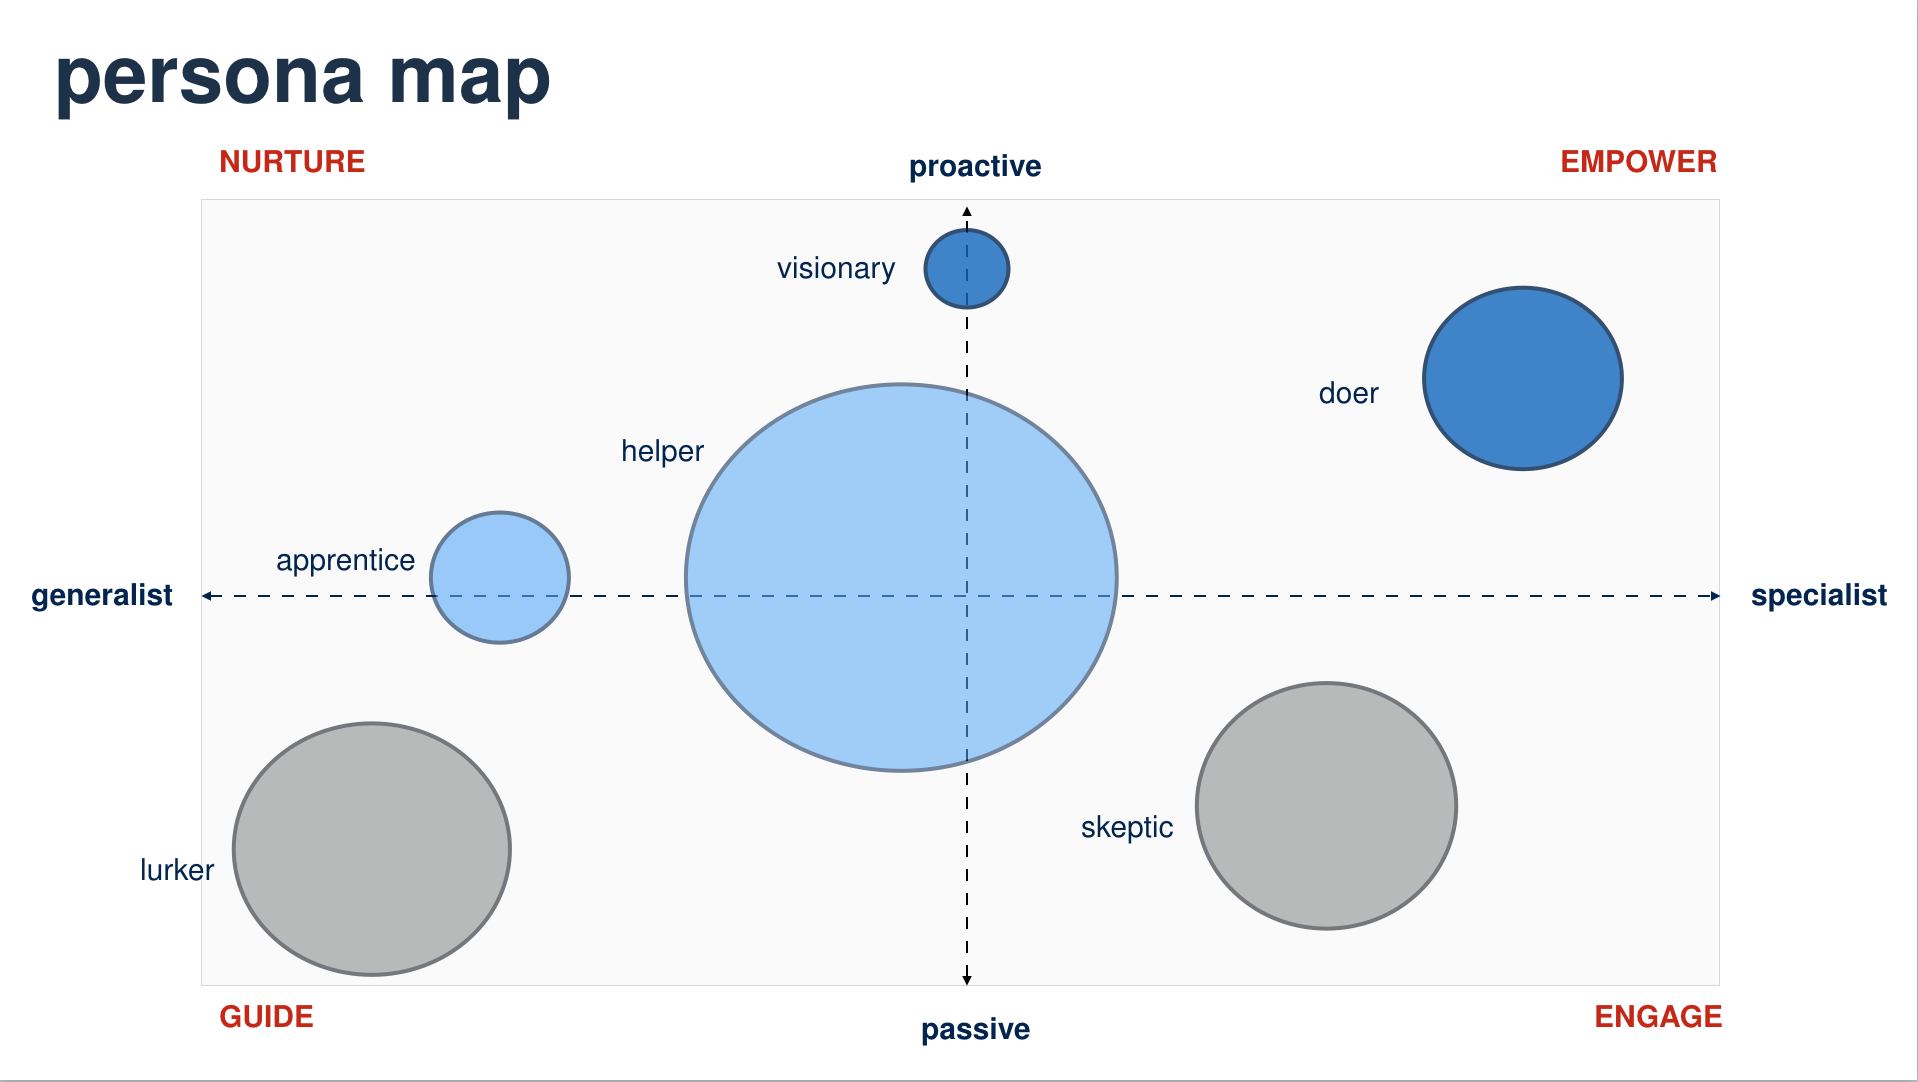 persona map
NURTURE
proactive
EMPOWER
visionary
doer
helper
apprentice
generalist
specialist
skeptic
lurker
GUIDE
passive
ENGAGE